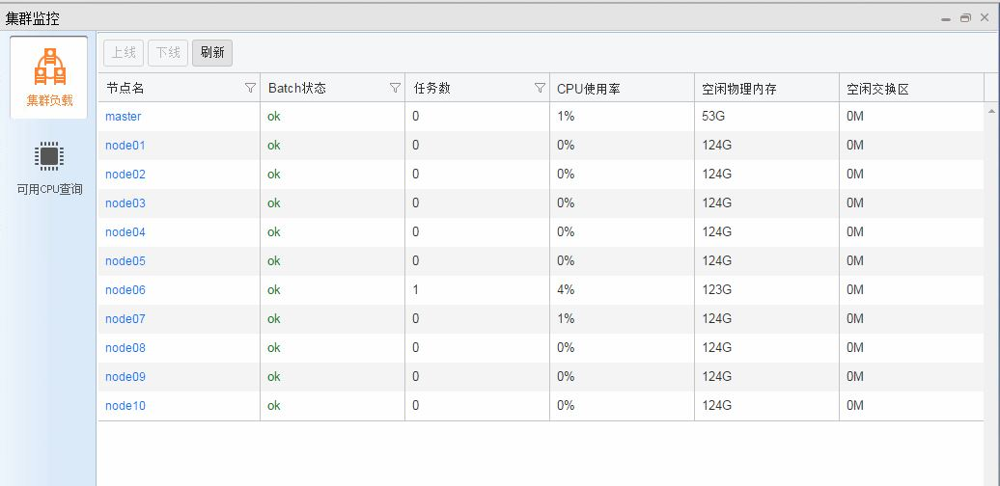 集群监控
集群负载
可用CPU查询
上线 下线 刷新
节点名 Batch状态 任务数 CPU使用率 空闲物理内存 空闲交换区
master ok 0 1% 53G 0M
node01 ok 0 0% 124G 0M
node02 ok 0 0% 124G 0M
node03 ok 0 0% 124G 0M
node04 ok 0 0% 124G 0M
node05 ok 0 0% 124G 0M
node06 ok 1 4% 123G 0M
node07 ok 0 1% 124G 0M
node08 ok 0 0% 124G 0M
node09 ok 0 0% 124G 0M
node10 ok 0 0% 124G 0M